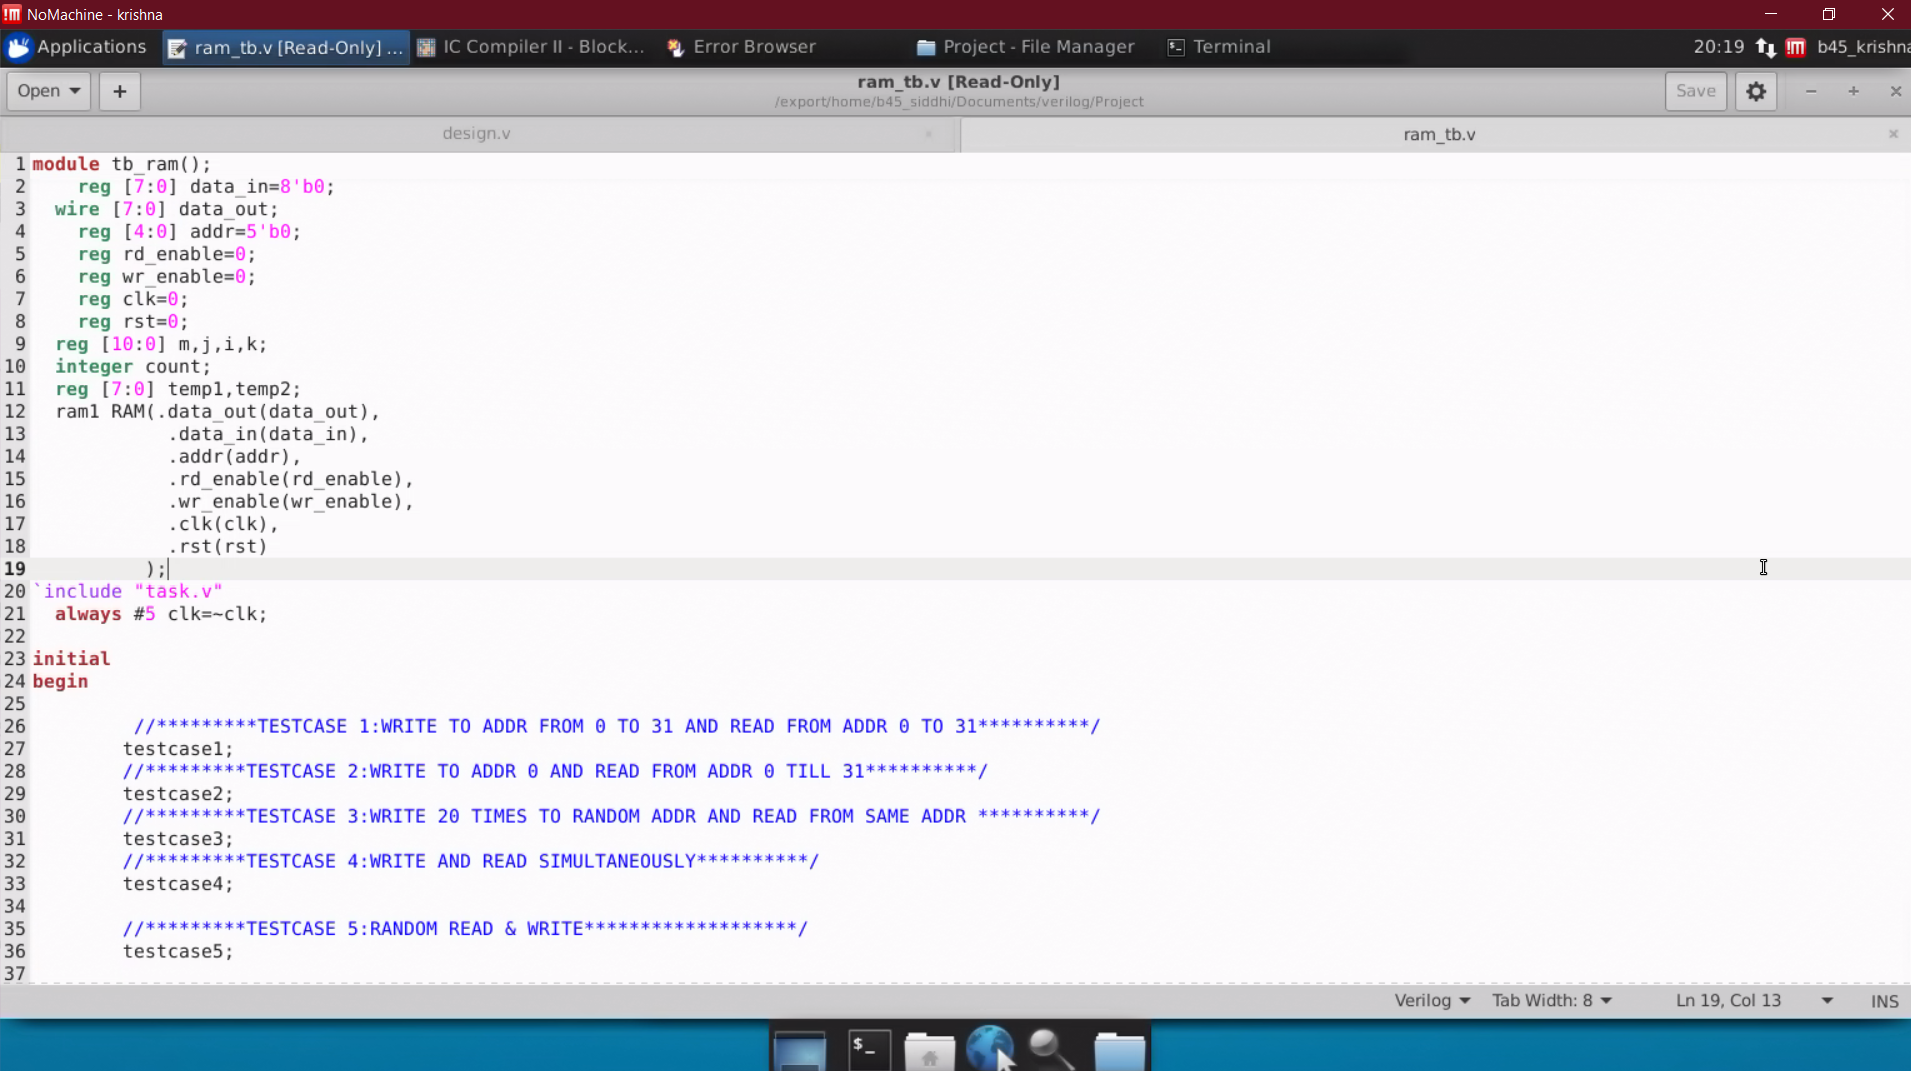 NoMachine - krishna
Applications ram_tb.v [Read-Only] ... IC Compiler II - Block... Error Browser Project - File Manager Terminal 20:19 b45_krishna
Open ram_tb.v [Read-Only] Save
/export/home/b45_siddhi/Documents/verilog/Project
design.v ram_tb.v
1 module tb_ram();
2 reg [7:0] data_in=8'b0;
3 wire [7:0] data_out;
4 reg [4:0] addr=5'b0;
5 reg rd_enable=0;
6 reg wr_enable=0;
7 reg clk=0;
8 reg rst=0;
9 reg [10:0] m,j,i,k;
10 integer count;
11 reg [7:0] temp1,temp2;
12 ram1 RAM(.data_out(data_out),
13 .data_in(data_in),
14 .addr(addr),
15 .rd_enable(rd_enable),
16 .wr_enable(wr_enable),
17 .clk(clk),
18 .rst(rst)
19 );
20 `include "task.v"
21 always #5 clk=~clk;
22
23 initial
24 begin
25
26 //*********TESTCASE 1:WRITE TO ADDR FROM 0 TO 31 AND READ FROM ADDR 0 TO 31**********/
27 testcase1;
28 //*********TESTCASE 2:WRITE TO ADDR 0 AND READ FROM ADDR 0 TILL 31**********/
29 testcase2;
30 //*********TESTCASE 3:WRITE 20 TIMES TO RANDOM ADDR AND READ FROM SAME ADDR **********/
31 testcase3;
32 //*********TESTCASE 4:WRITE AND READ SIMULTANEOUSLY**********/
33 testcase4;
34
35 //*********TESTCASE 5:RANDOM READ & WRITE*******************/
36 testcase5;
37
Verilog Tab Width: 8 Ln 19, Col 13 INS